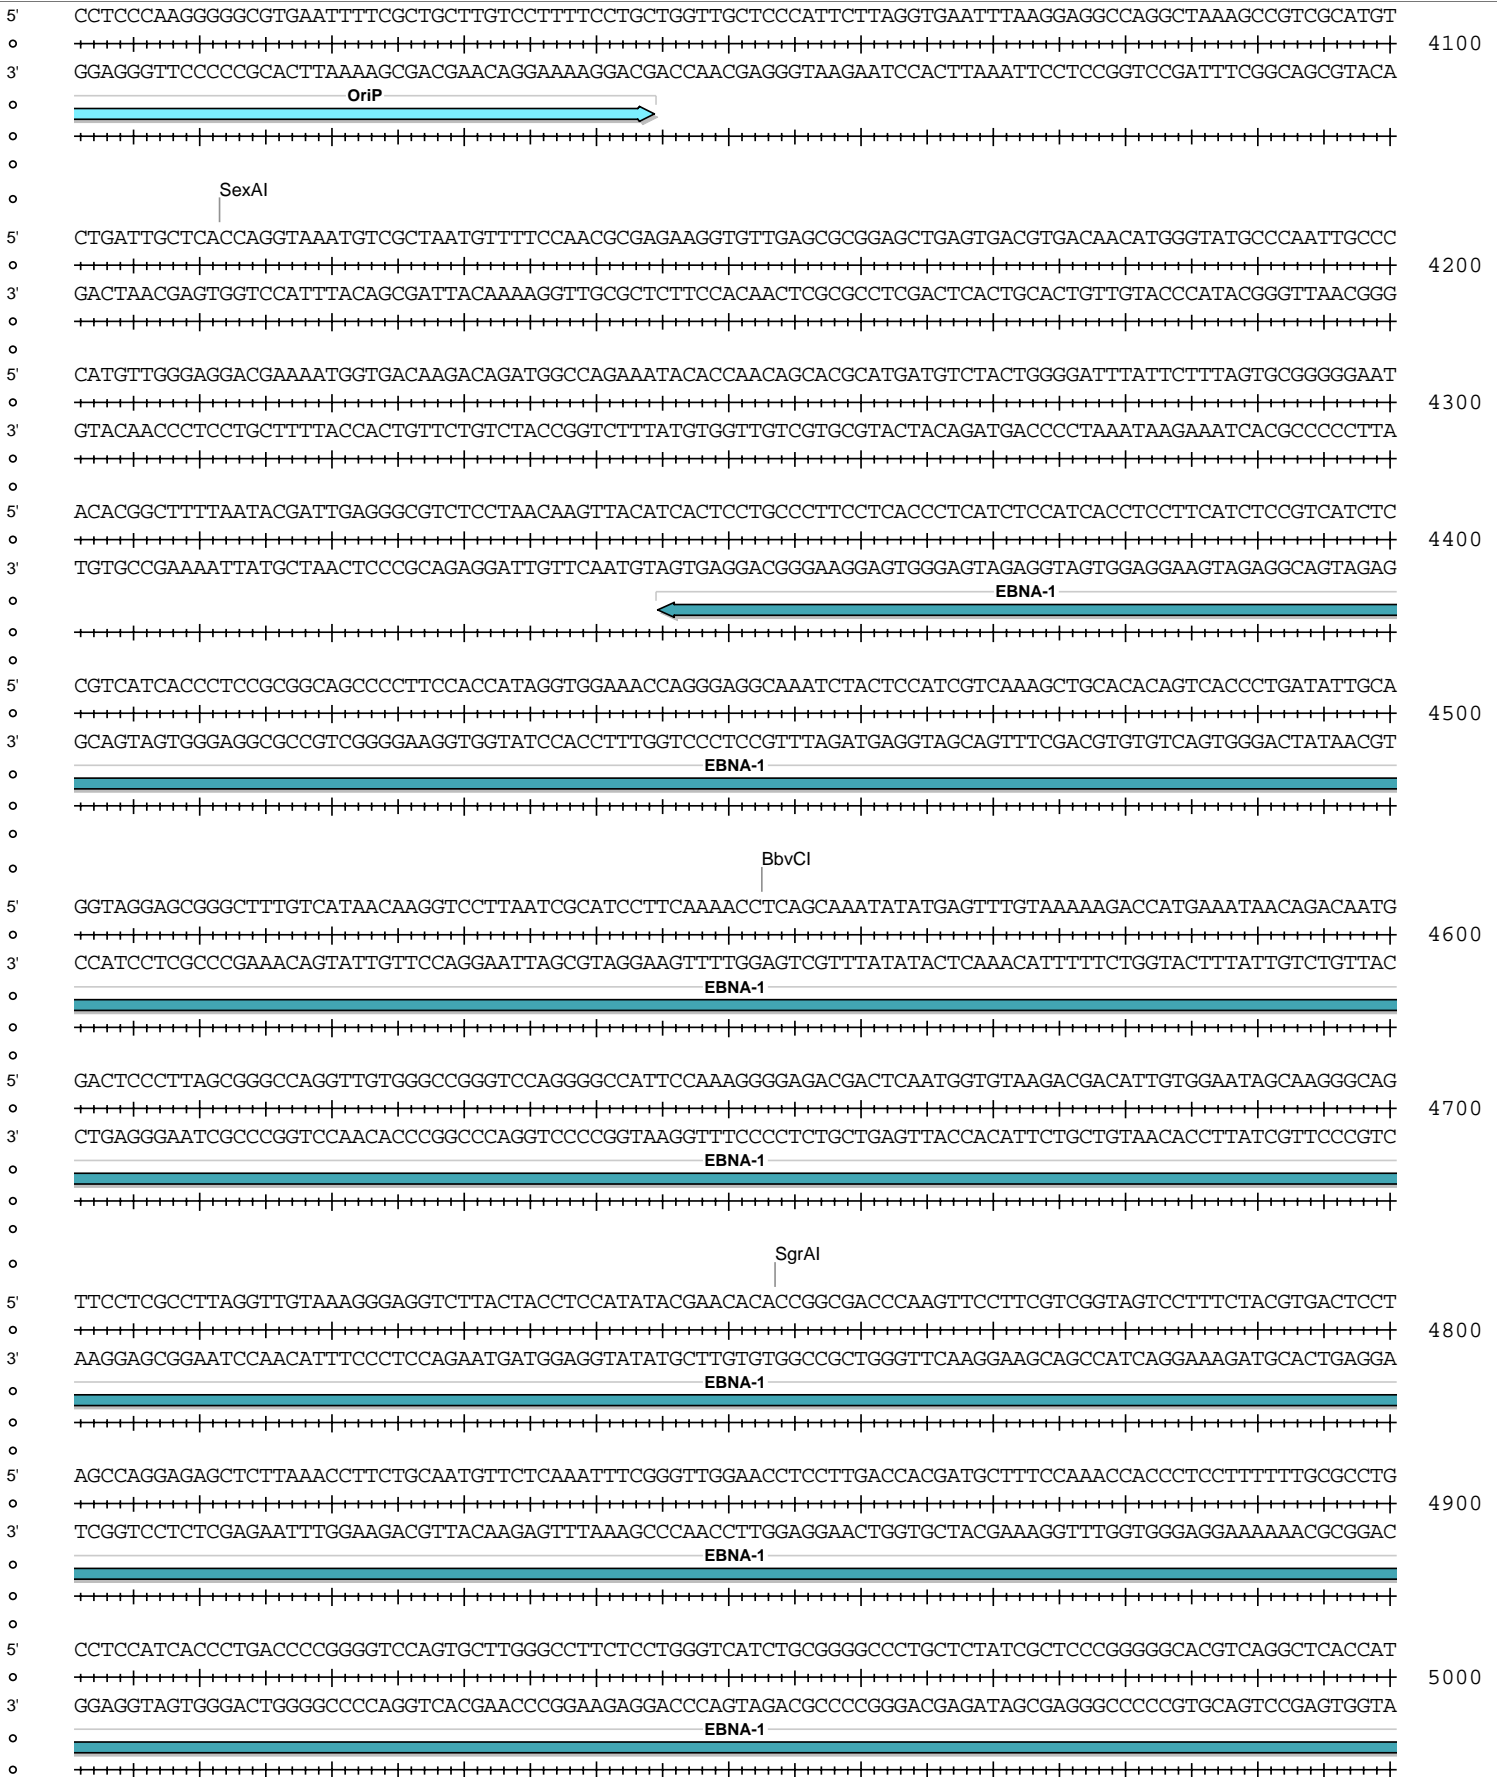 5' CCTCCCAAGGGGGCGTGAATTTTCGCTGCTTGTCCTTTTCCTGCTGGTTGCTCCCATTCTTAGGTGAATTTAAGGAGGCCAGGCTAAAGCCGTCGCATGT
4100
3' GGAGGGTTCCCCCGCACTTAAAAGCGACGAACAGGAAAAGGACGACCAACGAGGGTAAGAATCCACTTAAATTCCTCCGGTCCGATTTCGGCAGCGTACA
OriP
SexAI
5' CTGATTGCTCACCAGGTAAATGTCGCTAATGTTTTCCAACGCGAGAAGGTGTTGAGCGCGGAGCTGAGTGACGTGACAACATGGGTATGCCCAATTGCCC
4200
3' GACTAACGAGTGGTCCATTTACAGCGATTACAAAAGGTTGCGCTCTTCCACAACTCGCGCCTCGACTCACTGCACTGTTGTACCCATACGGGTTAACGGG
5' CATGTTGGGAGGACGAAAATGGTGACAAGACAGATGGCCAGAAATACACCAACAGCACGCATGATGTCTACTGGGGATTTATTCTTTAGTGCGGGGGAAT
4300
3' GTACAACCCTCCTGCTTTTACCACTGTTCTGTCTACCGGTCTTTATGTGGTTGTCGTGCGTACTACAGATGACCCCTAAATAAGAAATCACGCCCCCTTA
5' ACACGGCTTTTAATACGATTGAGGGCGTCTCCTAACAAGTTACATCACTCCTGCCCTTCCTCACCCTCATCTCCATCACCTCCTTCATCTCCGTCATCTC
4400
3' TGTGCCGAAAATTATGCTAACTCCCGCAGAGGATTGTTCAATGTAGTGAGGACGGGAAGGAGTGGGAGTAGAGGTAGTGGAGGAAGTAGAGGCAGTAGAG
EBNA-1
5' CGTCATCACCCTCCGCGGCAGCCCCTTCCACCATAGGTGGAAACCAGGGAGGCAAATCTACTCCATCGTCAAAGCTGCACACAGTCACCCTGATATTGCA
4500
3' GCAGTAGTGGGAGGCGCCGTCGGGGAAGGTGGTATCCACCTTTGGTCCCTCCGTTTAGATGAGGTAGCAGTTTCGACGTGTGTCAGTGGGACTATAACGT
EBNA-1
BbvCI
5' GGTAGGAGCGGGCTTTGTCATAACAAGGTCCTTAATCGCATCCTTCAAAACCTCAGCAAATATATGAGTTTGTAAAAAGACCATGAAATAACAGACAATG
4600
3' CCATCCTCGCCCGAAACAGTATTGTTCCAGGAATTAGCGTAGGAAGTTTTGGAGTCGTTTATATACTCAAACATTTTTCTGGTACTTTATTGTCTGTTAC
EBNA-1
5' GACTCCCTTAGCGGGCCAGGTTGTGGGCCGGGTCCAGGGGCCATTCCAAAGGGGAGACGACTCAATGGTGTAAGACGACATTGTGGAATAGCAAGGGCAG
4700
3' CTGAGGGAATCGCCCGGTCCAACACCCGGCCCAGGTCCCCGGTAAGGTTTCCCCTCTGCTGAGTTACCACATTCTGCTGTAACACCTTATCGTTCCCGTC
EBNA-1
SgrAI
5' TTCCTCGCCTTAGGTTGTAAAGGGAGGTCTTACTACCTCCATATACGAACACACCGGCGACCCAAGTTCCTTCGTCGGTAGTCCTTTCTACGTGACTCCT
4800
3' AAGGAGCGGAATCCAACATTTCCCTCCAGAATGATGGAGGTATATGCTTGTGTGGCCGCTGGGTTCAAGGAAGCAGCCATCAGGAAAGATGCACTGAGGA
EBNA-1
5' AGCCAGGAGAGCTCTTAAACCTTCTGCAATGTTCTCAAATTTCGGGTTGGAACCTCCTTGACCACGATGCTTTCCAAACCACCCTCCTTTTTTGCGCCTG
4900
3' TCGGTCCTCTCGAGAATTTGGAAGACGTTACAAGAGTTTAAAGCCCAACCTTGGAGGAACTGGTGCTACGAAAGGTTTGGTGGGAGGAAAAAACGCGGAC
EBNA-1
5' CCTCCATCACCCTGACCCCGGGGTCCAGTGCTTGGGCCTTCTCCTGGGTCATCTGCGGGGCCCTGCTCTATCGCTCCCGGGGGCACGTCAGGCTCACCAT
5000
3' GGAGGTAGTGGGACTGGGGCCCCAGGTCACGAACCCGGAAGAGGACCCAGTAGACGCCCCGGGACGAGATAGCGAGGGCCCCCGTGCAGTCCGAGTGGTA
EBNA-1